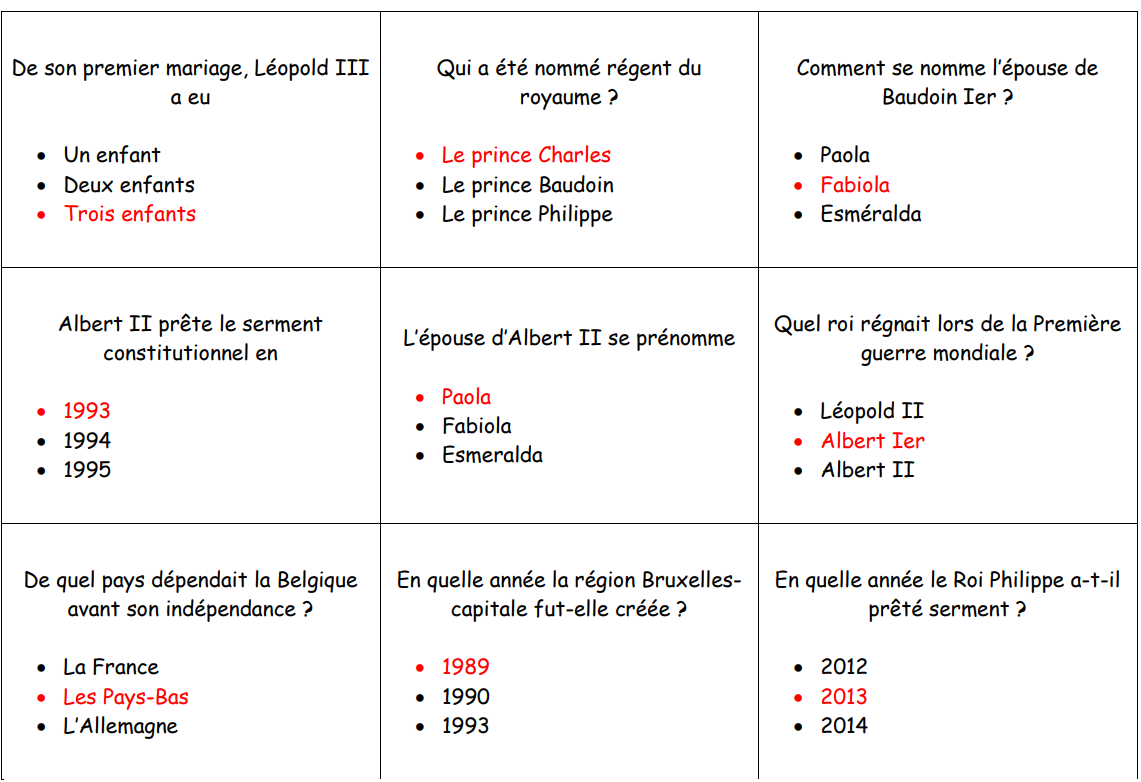 De son premier mariage, Léopold III
a eu
• Un enfant
• Deux enfants
• Trois enfants
Qui a été nommé régent du
royaume ?
• Le prince Charles
• Le prince Baudoin
• Le prince Philippe
Comment se nomme l’épouse de
Baudoin Ier ?
• Paola
• Fabiola
• Esméralda
Albert II prête le serment
constitutionnel en
• 1993
• 1994
• 1995
L’épouse d’Albert II se prénomme
• Paola
• Fabiola
• Esmeralda
Quel roi régnait lors de la Première
guerre mondiale ?
• Léopold II
• Albert Ier
• Albert II
De quel pays dépendait la Belgique
avant son indépendance ?
• La France
• Les Pays-Bas
• L’Allemagne
En quelle année la région Bruxelles-
capitale fut-elle créée ?
• 1989
• 1990
• 1993
En quelle année le Roi Philippe a-t-il
prêté serment ?
• 2012
• 2013
• 2014